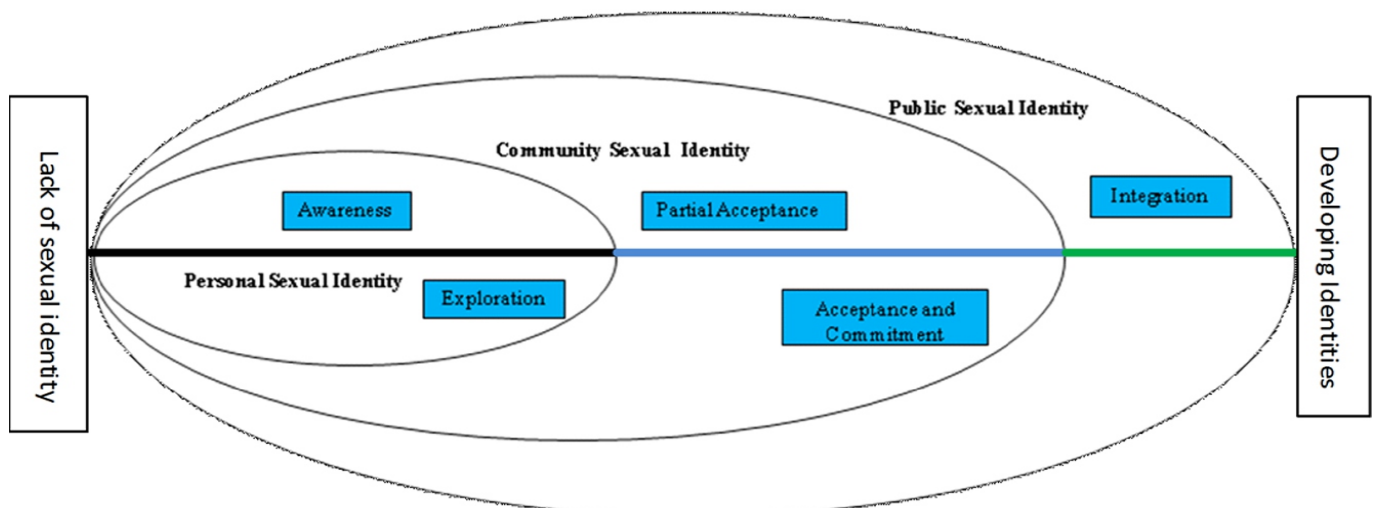 Lack of sexual identity
Public Sexual Identity
Community Sexual Identity
Awareness
Partial Acceptance
Integration
Personal Sexual Identity
Exploration
Acceptance and
Commitment
Developing Identities